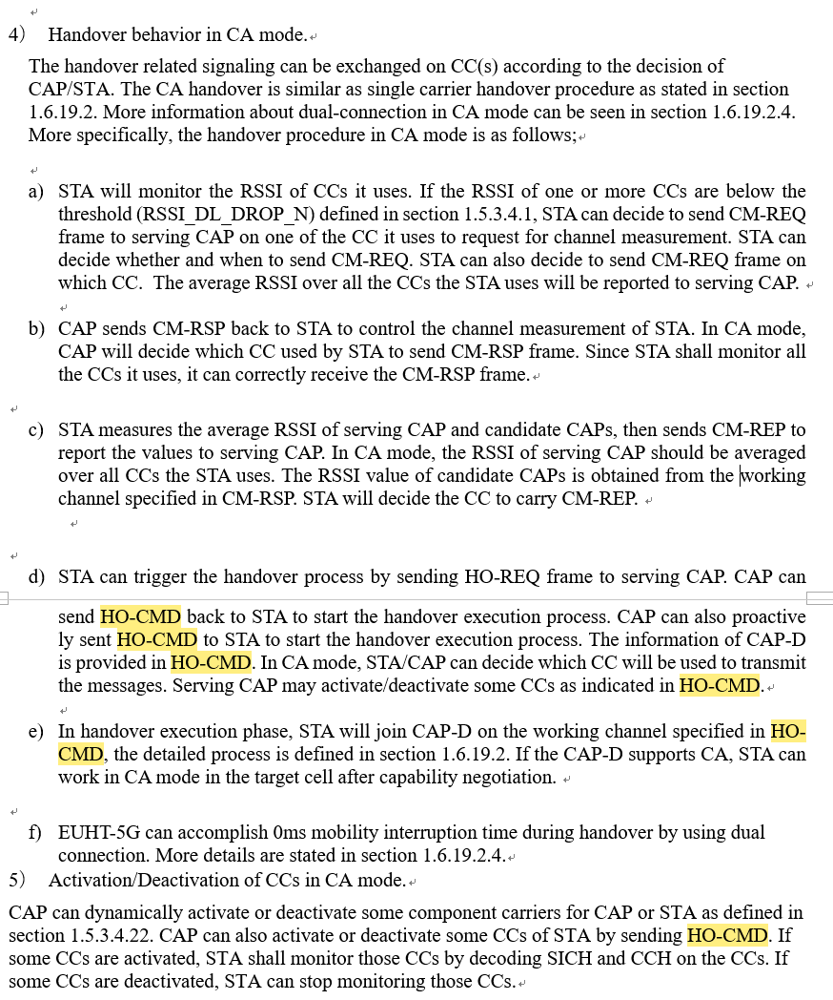 4） Handover behavior in CA mode.
The handover related signaling can be exchanged on CC(s) according to the decision of
CAP/STA. The CA handover is similar as single carrier handover procedure as stated in section
1.6.19.2. More information about dual-connection in CA mode can be seen in section 1.6.19.2.4.
More specifically, the handover procedure in CA mode is as follows;
a) STA will monitor the RSSI of CCs it uses. If the RSSI of one or more CCs are below the
threshold (RSSI_DL_DROP_N) defined in section 1.5.3.4.1, STA can decide to send CM-REQ
frame to serving CAP on one of the CC it uses to request for channel measurement. STA can
decide whether and when to send CM-REQ. STA can also decide to send CM-REQ frame on
which CC. The average RSSI over all the CCs the STA uses will be reported to serving CAP.
b) CAP sends CM-RSP back to STA to control the channel measurement of STA. In CA mode,
CAP will decide which CC used by STA to send CM-RSP frame. Since STA shall monitor all
the CCs it uses, it can correctly receive the CM-RSP frame.
c) STA measures the average RSSI of serving CAP and candidate CAPs, then sends CM-REP to
report the values to serving CAP. In CA mode, the RSSI of serving CAP should be averaged
over all CCs the STA uses. The RSSI value of candidate CAPs is obtained from the working
channel specified in CM-RSP. STA will decide the CC to carry CM-REP.
d) STA can trigger the handover process by sending HO-REQ frame to serving CAP. CAP can
send HO-CMD back to STA to start the handover execution process. CAP can also proactive
ly sent HO-CMD to STA to start the handover execution process. The information of CAP-D
is provided in HO-CMD. In CA mode, STA/CAP can decide which CC will be used to transmit
the messages. Serving CAP may activate/deactivate some CCs as indicated in HO-CMD.
e) In handover execution phase, STA will join CAP-D on the working channel specified in HO-
CMD, the detailed process is defined in section 1.6.19.2. If the CAP-D supports CA, STA can
work in CA mode in the target cell after capability negotiation.
f) EUHT-5G can accomplish 0ms mobility interruption time during handover by using dual
connection. More details are stated in section 1.6.19.2.4.
5） Activation/Deactivation of CCs in CA mode.
CAP can dynamically activate or deactivate some component carriers for CAP or STA as defined in
section 1.5.3.4.22. CAP can also activate or deactivate some CCs of STA by sending HO-CMD. If
some CCs are activated, STA shall monitor those CCs by decoding SICH and CCH on the CCs. If
some CCs are deactivated, STA can stop monitoring those CCs.